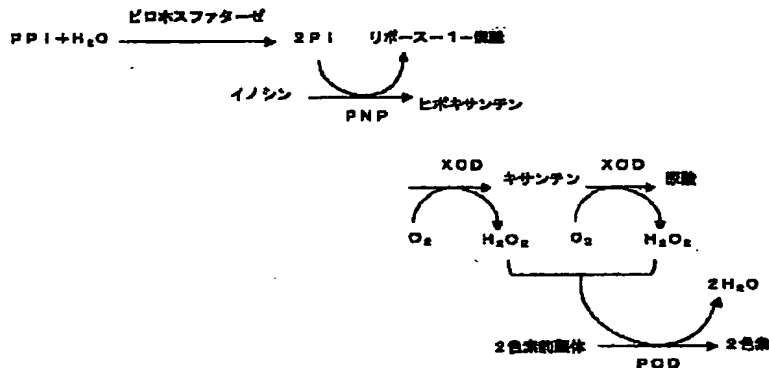 ピロホスファターゼ
PPi+H₂O 2Pi リボース-1-燐酸
イノシン ヒポキサンチン
PNP
XOD XOD
キサンチン 尿酸
O₂ H₂O₂ O₂ H₂O₂
2H₂O
2色素前駆体 2色素
POD